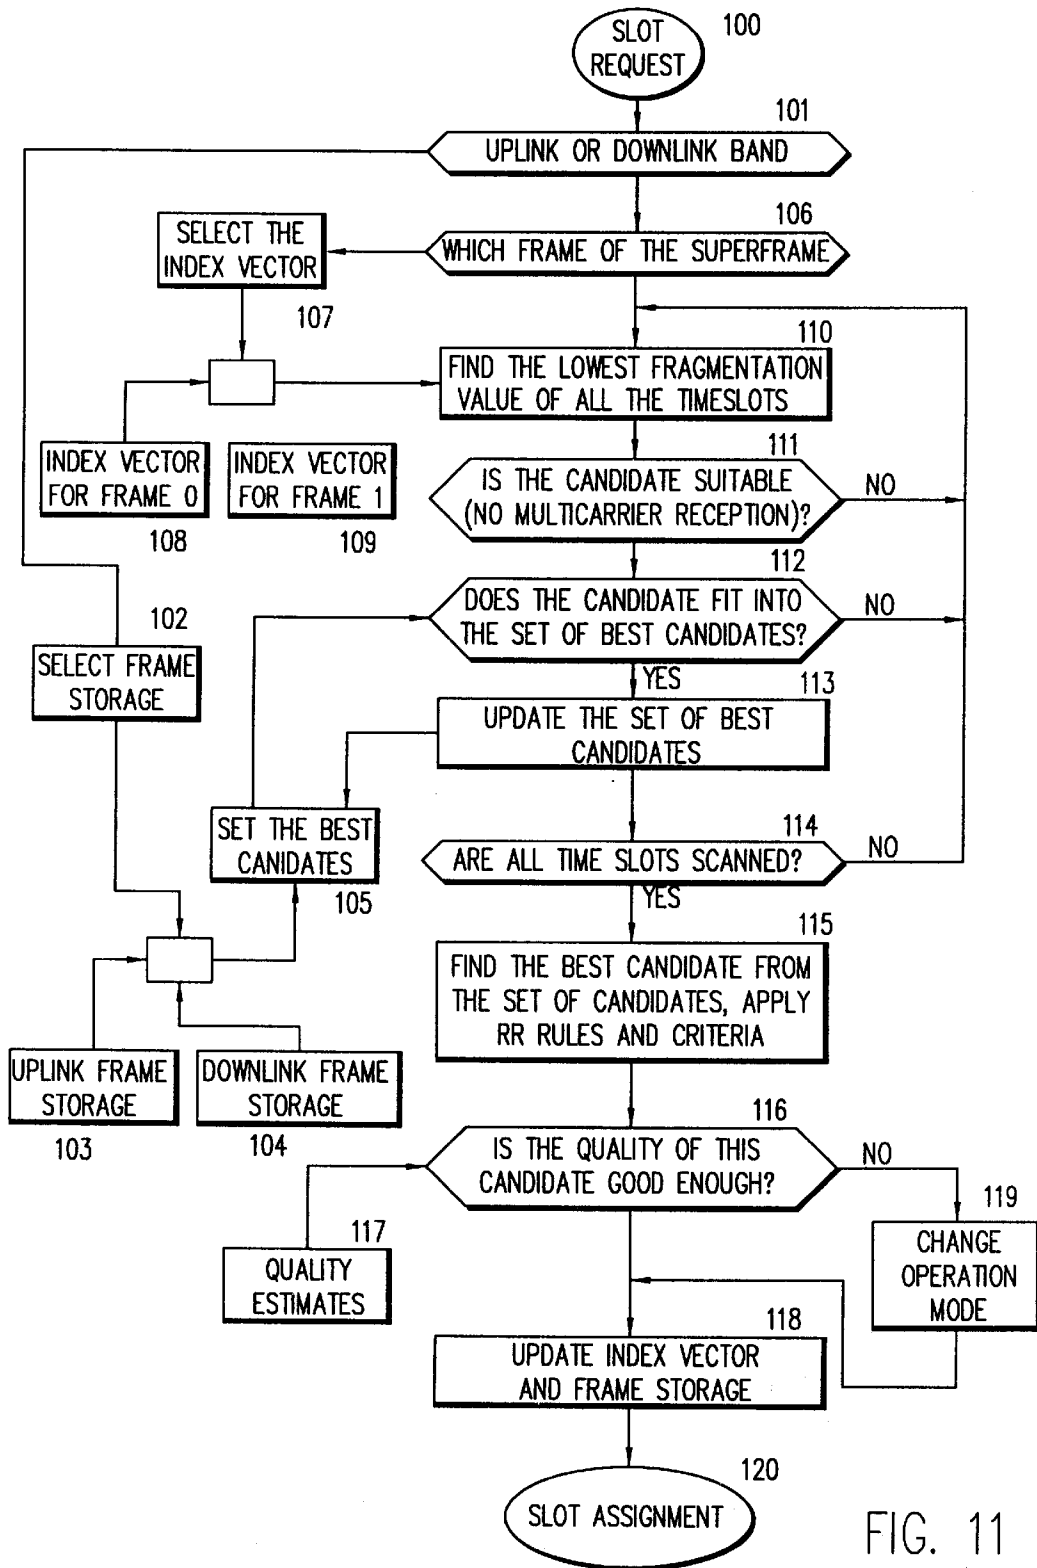 100
SLOT
REQUEST
101
UPLINK OR DOWNLINK BAND
106
WHICH FRAME OF THE SUPERFRAME
SELECT THE
INDEX VECTOR
107
110
FIND THE LOWEST FRAGMENTATION
VALUE OF ALL THE TIMESLOTS
INDEX VECTOR
FOR FRAME 0
108
INDEX VECTOR
FOR FRAME 1
109
111
IS THE CANDIDATE SUITABLE
(NO MULTICARRIER RECEPTION)?
NO
112
DOES THE CANDIDATE FIT INTO
THE SET OF BEST CANDIDATES?
NO
YES
102
SELECT FRAME
STORAGE
113
UPDATE THE SET OF BEST
CANDIDATES
SET THE BEST
CANIDATES
105
114
ARE ALL TIME SLOTS SCANNED?
NO
YES
115
FIND THE BEST CANDIDATE FROM
THE SET OF CANDIDATES, APPLY
RR RULES AND CRITERIA
UPLINK FRAME
STORAGE
103
DOWNLINK FRAME
STORAGE
104
116
IS THE QUALITY OF THIS
CANDIDATE GOOD ENOUGH?
NO
117
QUALITY
ESTIMATES
119
CHANGE
OPERATION
MODE
118
UPDATE INDEX VECTOR
AND FRAME STORAGE
120
SLOT ASSIGNMENT
FIG. 11